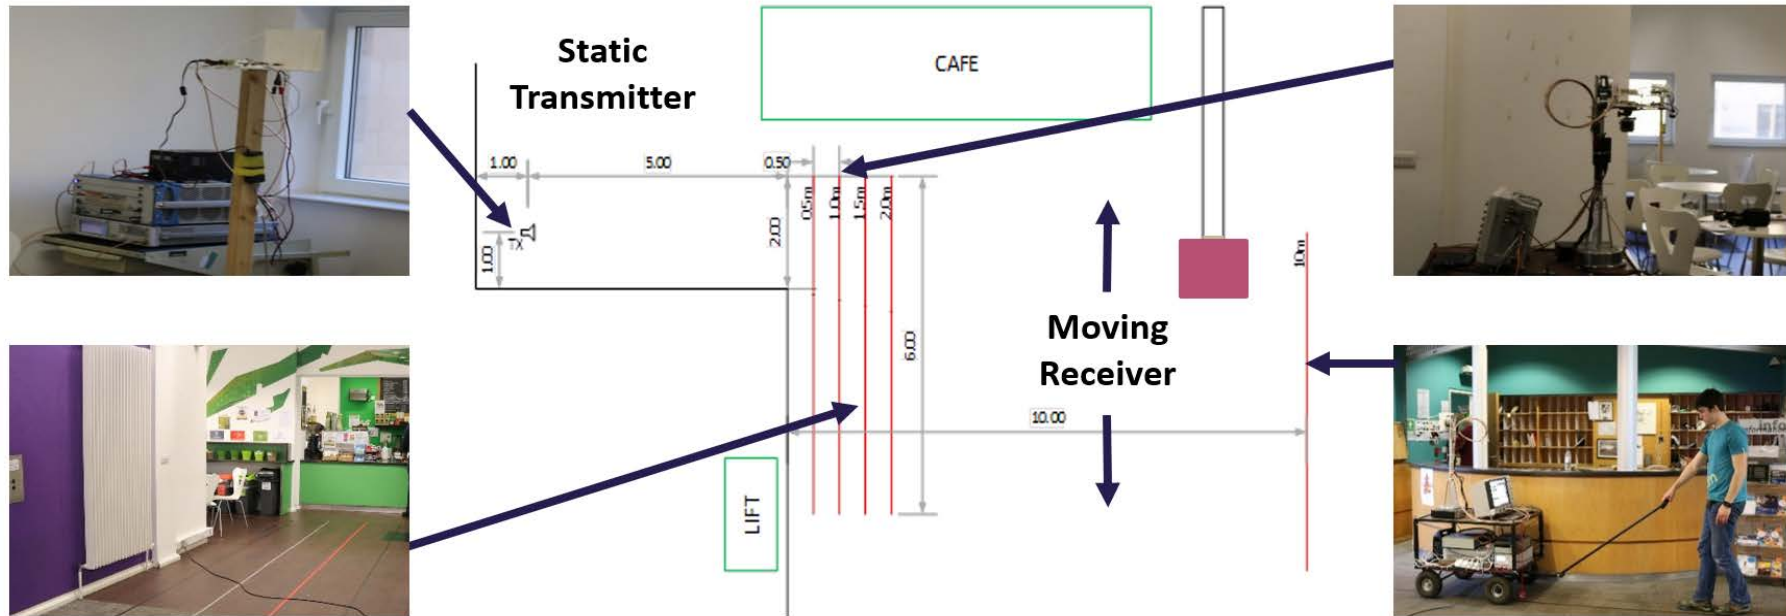 Static
Transmitter
CAFE
1.00
5.00
0.50
0.5m
1.0m
1.5m
2.0m
2.00
TX
1.00
6.00
10m
Moving
Receiver
10.00
LIFT